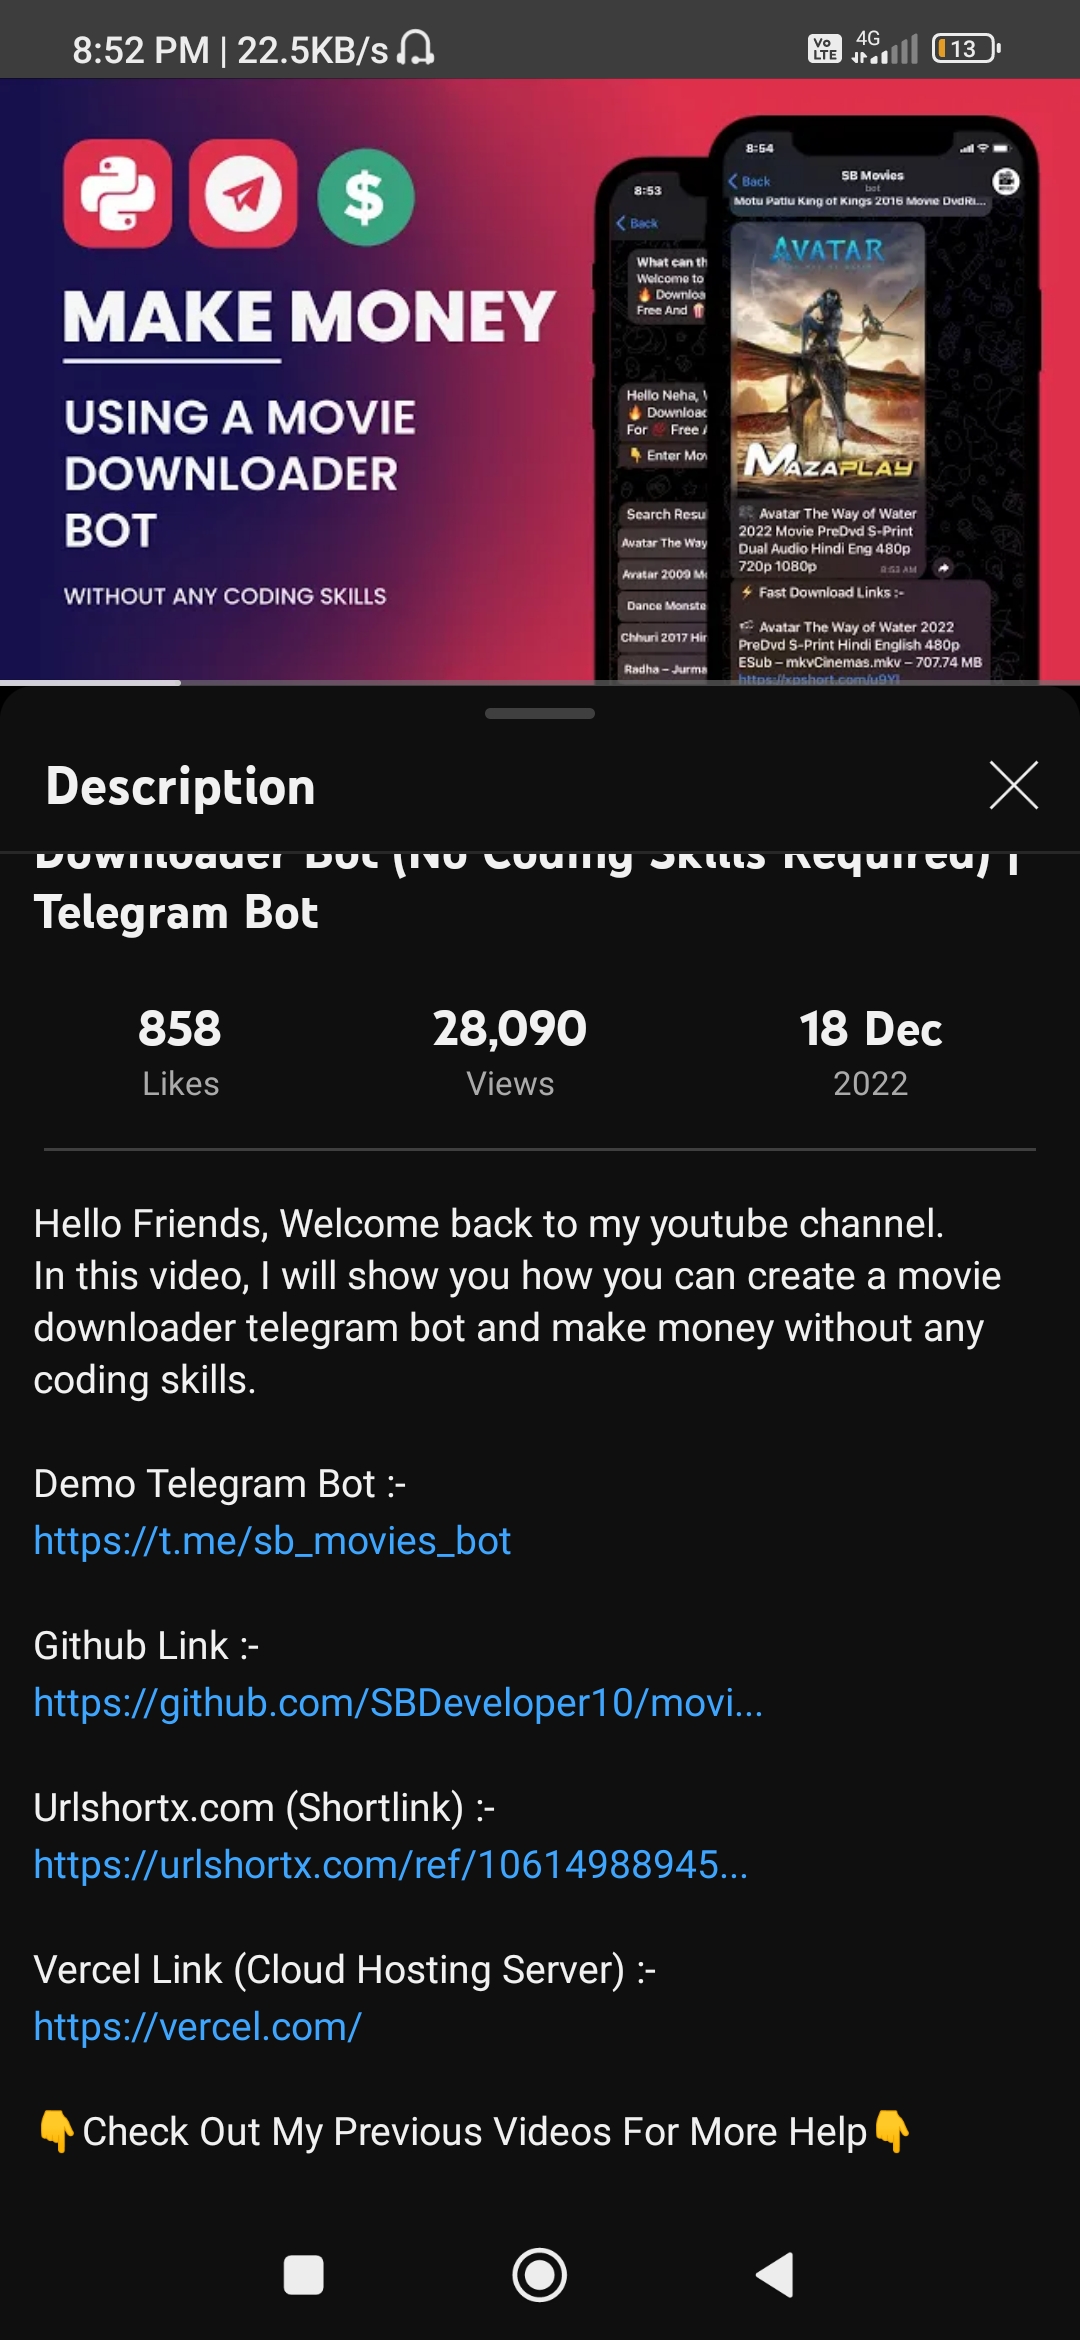 8:52 PM | 22.5KB/s
Vo
LTE
4G
13
MAKE MONEY
USING A MOVIE
DOWNLOADER
BOT
WITHOUT ANY CODING SKILLS
8:53
Back
What can th
Welcome to
🔥 Downloa
Free And 🍿
Hello Neha,
🔥 Download
For 💯 Free
👇 Enter Mov
Search Resu
Avatar The Way
Avatar 2009 Mo
Dance Monste
Chhuri 2017 Hin
Radha – Jurma
8:54
Back
SB Movies
bot
Motu Patlu King of Kings 2016 Movie DvdRi...
AVATAR
MAZAPLAY
Avatar The Way of Water
2022 Movie PreDvd S-Print
Dual Audio Hindi Eng 480p
720p 1080p
8:53 AM
⚡ Fast Download Links :-
Avatar The Way of Water 2022
PreDvd S-Print Hindi English 480p
ESub – mkvCinemas.mkv – 707.74 MB
https://xpshort.com/u9Yl
Description
Downloader Bot (No Coding Skills Required) |
Telegram Bot
858
Likes
28,090
Views
18 Dec
2022
Hello Friends, Welcome back to my youtube channel.
In this video, I will show you how you can create a movie
downloader telegram bot and make money without any
coding skills.
Demo Telegram Bot :-
https://t.me/sb_movies_bot
Github Link :-
https://github.com/SBDeveloper10/movi...
Urlshortx.com (Shortlink) :-
https://urlshortx.com/ref/10614988945...
Vercel Link (Cloud Hosting Server) :-
https://vercel.com/
👇Check Out My Previous Videos For More Help👇